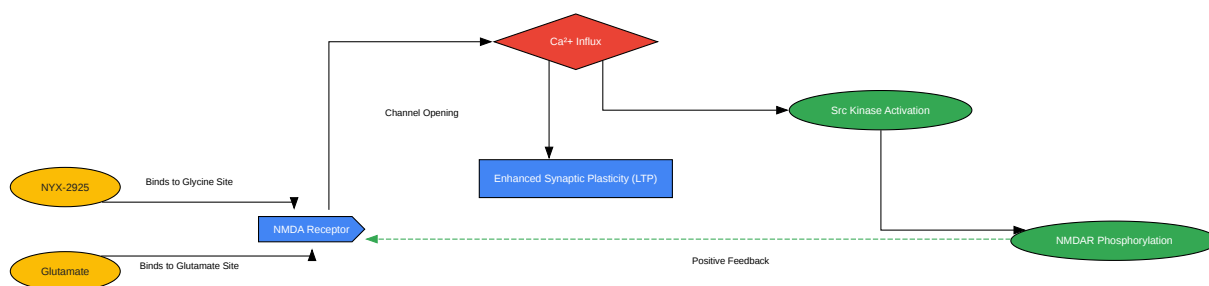 Ca²+ Influx
Src Kinase Activation
Channel Opening
Enhanced Synaptic Plasticity (LTP)
NYX-2925
Binds to Glycine Site
NMDA Receptor
NMDAR Phosphorylation
Positive Feedback
Binds to Glutamate Site
Glutamate